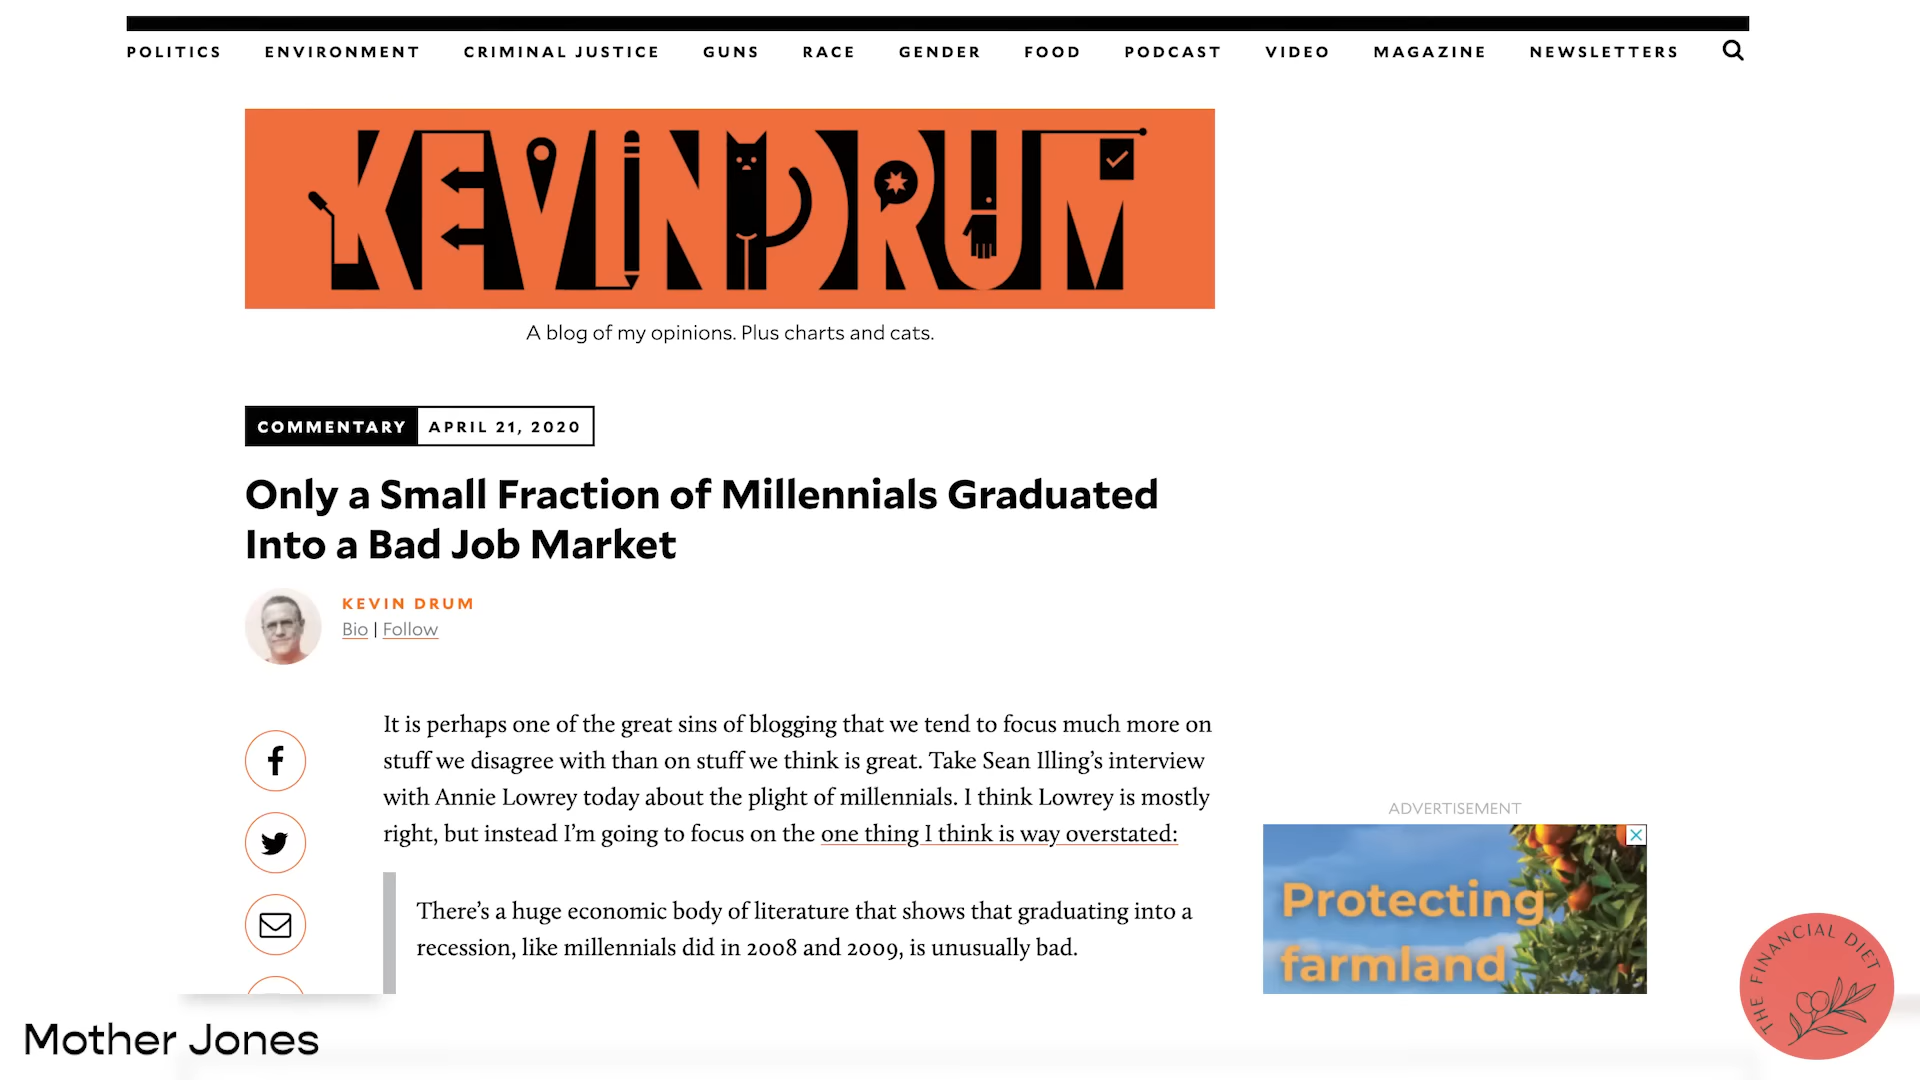 POLITICS ENVIRONMENT CRIMINAL JUSTICE GUNS RACE GENDER FOOD PODCAST VIDEO MAGAZINE NEWSLETTERS
KEVIN DRUM
A blog of my opinions. Plus charts and cats.
COMMENTARY APRIL 21, 2020
Only a Small Fraction of Millennials Graduated
Into a Bad Job Market
KEVIN DRUM
Bio | Follow
It is perhaps one of the great sins of blogging that we tend to focus much more on
stuff we disagree with than on stuff we think is great. Take Sean Illing’s interview
with Annie Lowrey today about the plight of millennials. I think Lowrey is mostly
right, but instead I’m going to focus on the one thing I think is way overstated:
There’s a huge economic body of literature that shows that graduating into a
recession, like millennials did in 2008 and 2009, is unusually bad.
ADVERTISEMENT
Protecting
farmland
THE FINANCIAL DIET
Mother Jones